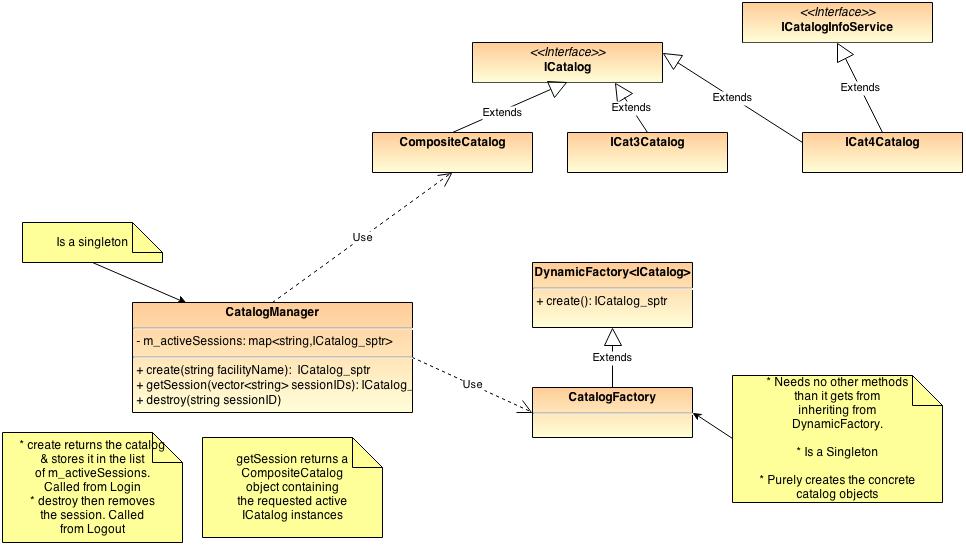 <<Interface>>
ICatalogInfoService
<<Interface>>
ICatalog
Extends
Extends
Extends
Extends
CompositeCatalog
ICat3Catalog
ICat4Catalog
Use
Is a singleton
DynamicFactory<ICatalog>
+ create(): ICatalog_sptr
CatalogManager
- m_activeSessions: map<string,ICatalog_sptr>
+ create(string facilityName): ICatalog_sptr
+ getSession(vector<string> sessionIDs): ICatalog_
+ destroy(string sessionID)
Extends
Use
CatalogFactory
* Needs no other methods
than it gets from
inheriting from
DynamicFactory.
* Is a Singleton
* Purely creates the concrete
catalog objects
* create returns the catalog
& stores it in the list
of m_activeSessions.
Called from Login
* destroy then removes
the session. Called
from Logout
getSession returns a
CompositeCatalog
object containing
the requested active
ICatalog instances